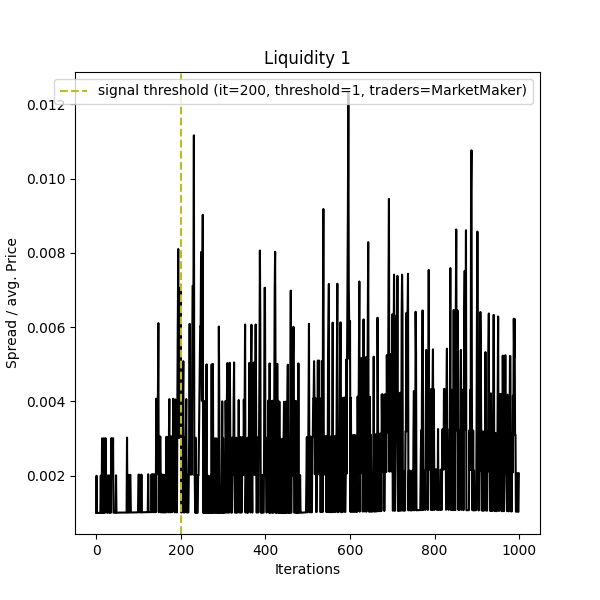 Liquidity 1
signal threshold (it=200, threshold=1, traders=MarketMaker)
0.012
0.010
0.008
0.006
0.004
0.002
Spread / avg. Price
0 200 400 600 800 1000
Iterations